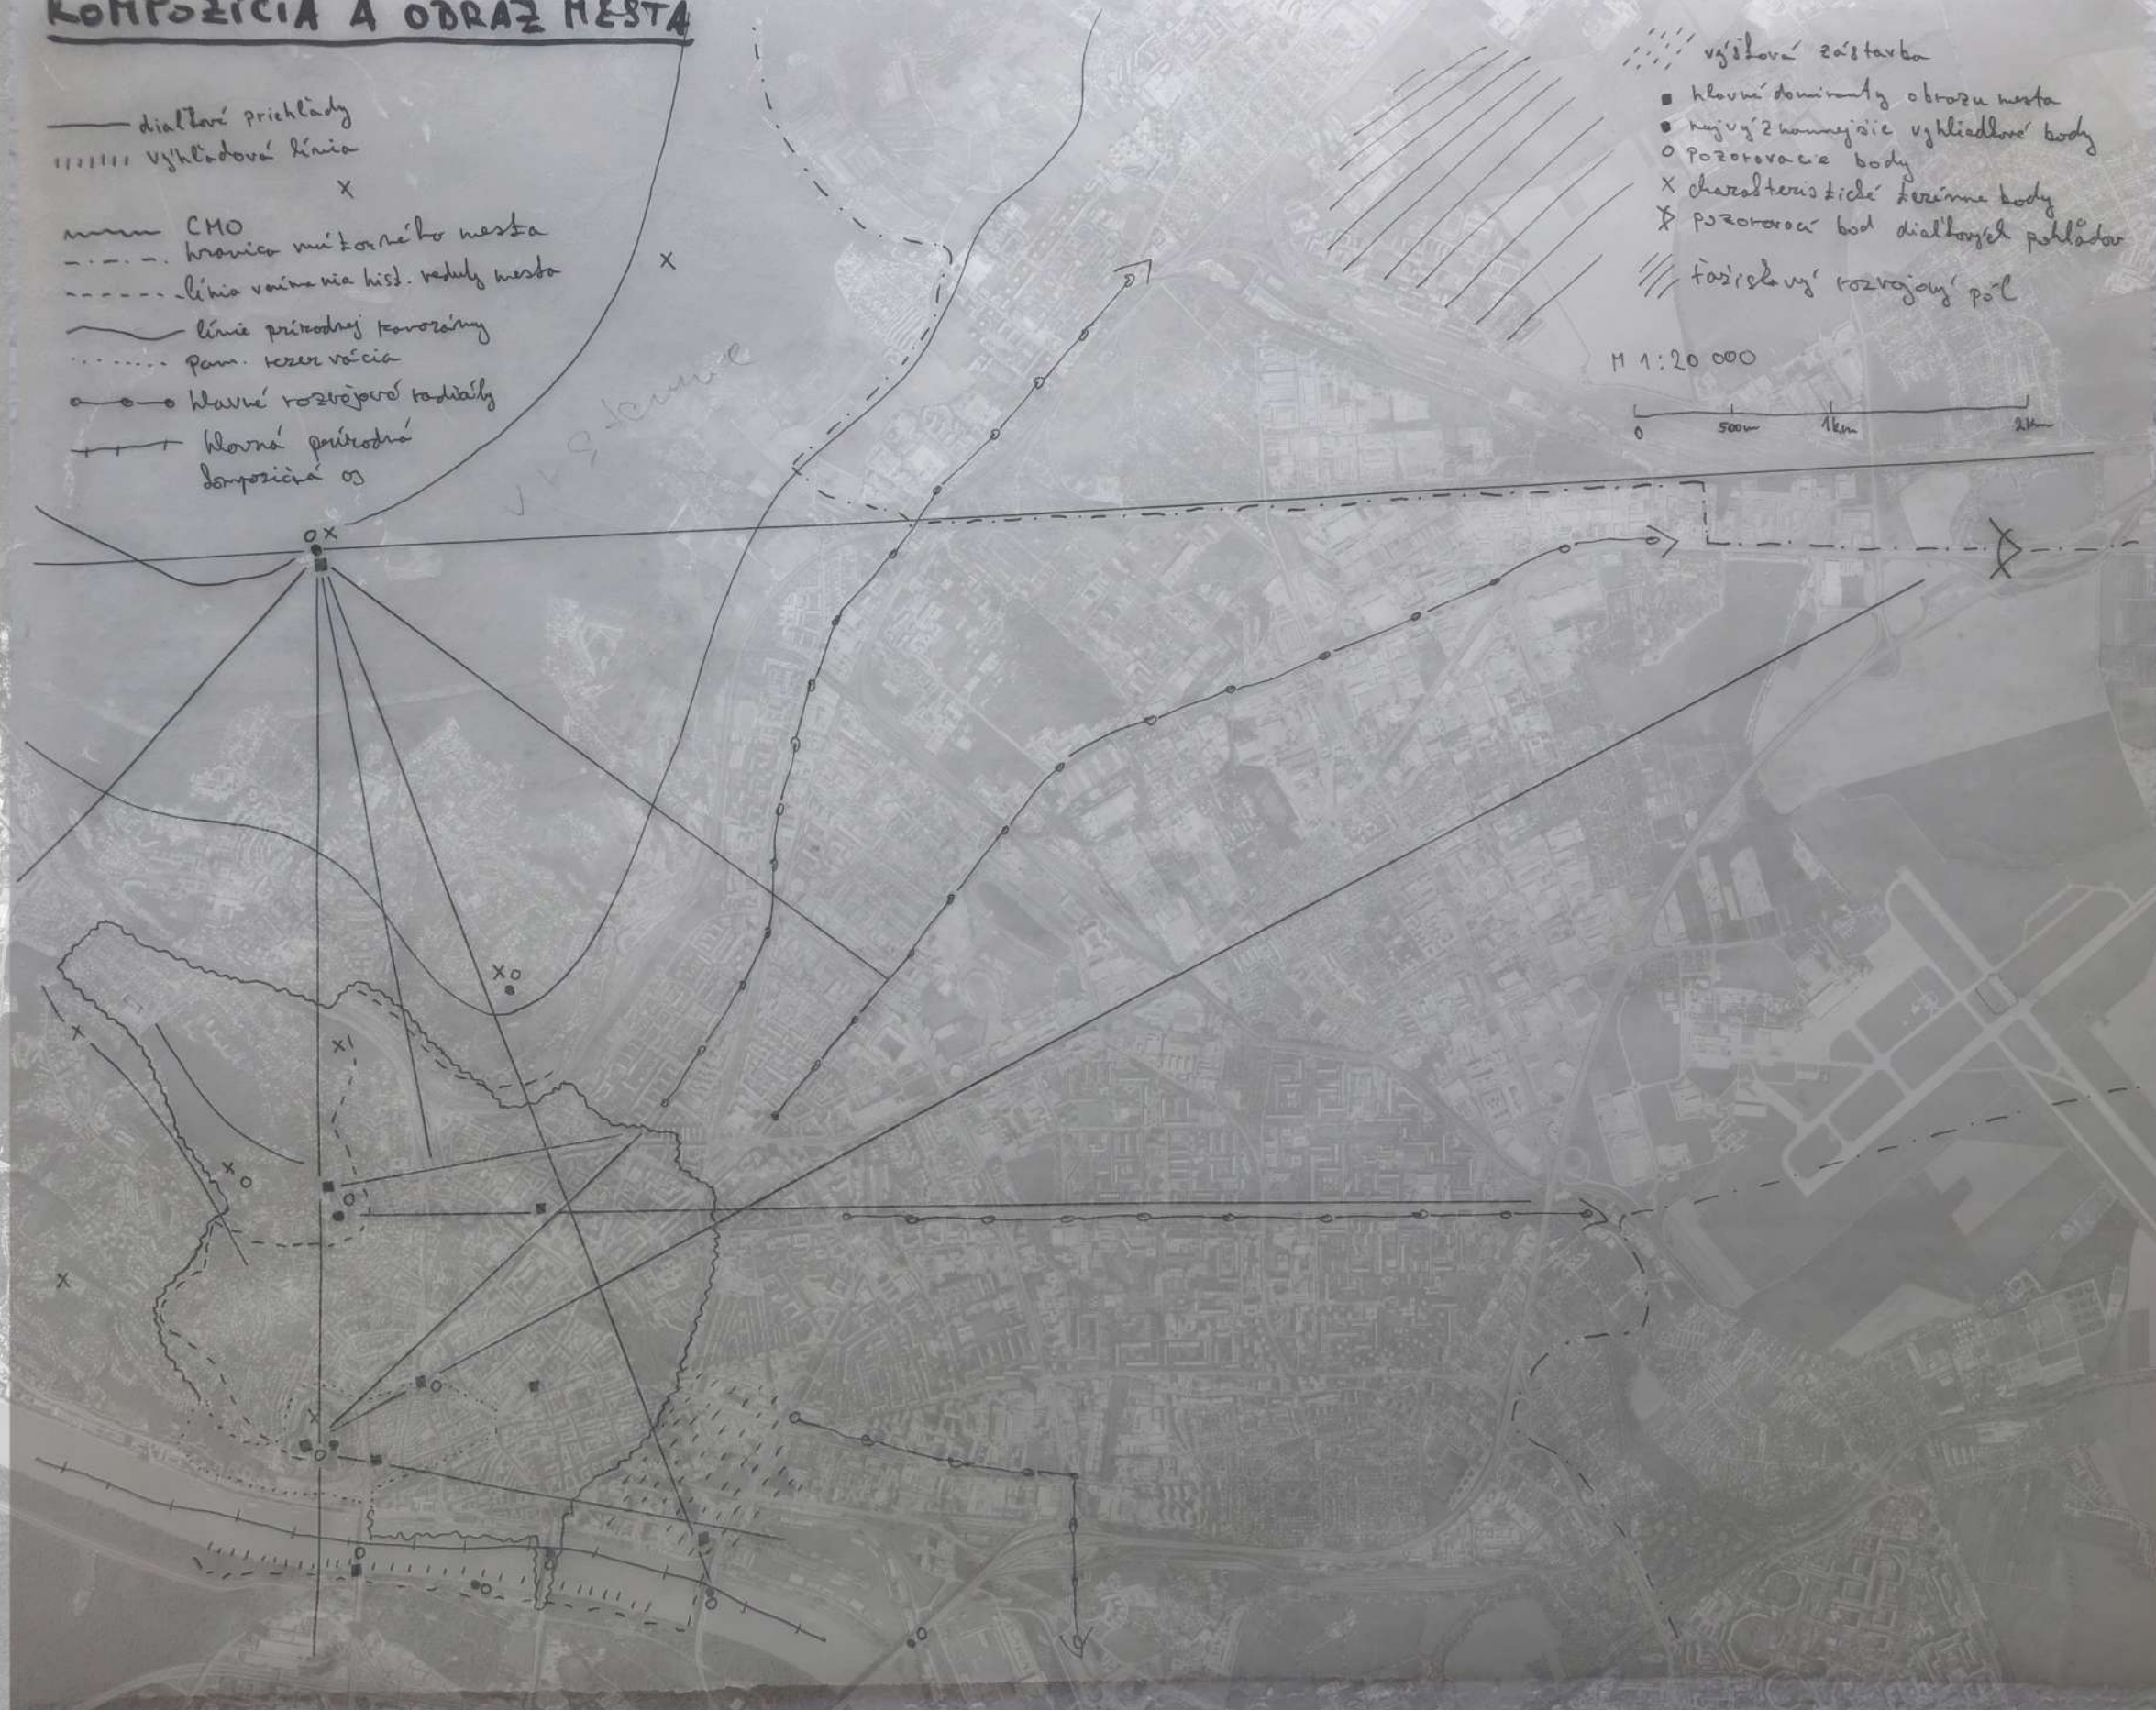 KOMPOZÍCIA A OBRAZ MESTA
diaľkové priehľady
výhľadová línia
CMO
hranica vnútorného mesta
línia vnímania hist. veduty mesta
línie prírodnej panorámy
pam. rezervácia
hlavné rozvojové radiály
hlavná prírodná
kompozičná os
výšková zástavba
hlavné dominanty obrazu mesta
najvýznamnejšie vyhliadkové body
pozorovacie body
charakteristické terénne body
pozorovací bod diaľkových pohľadov
ťažiskový rozvojový pól
M 1:20 000
0 500m 1km 2km